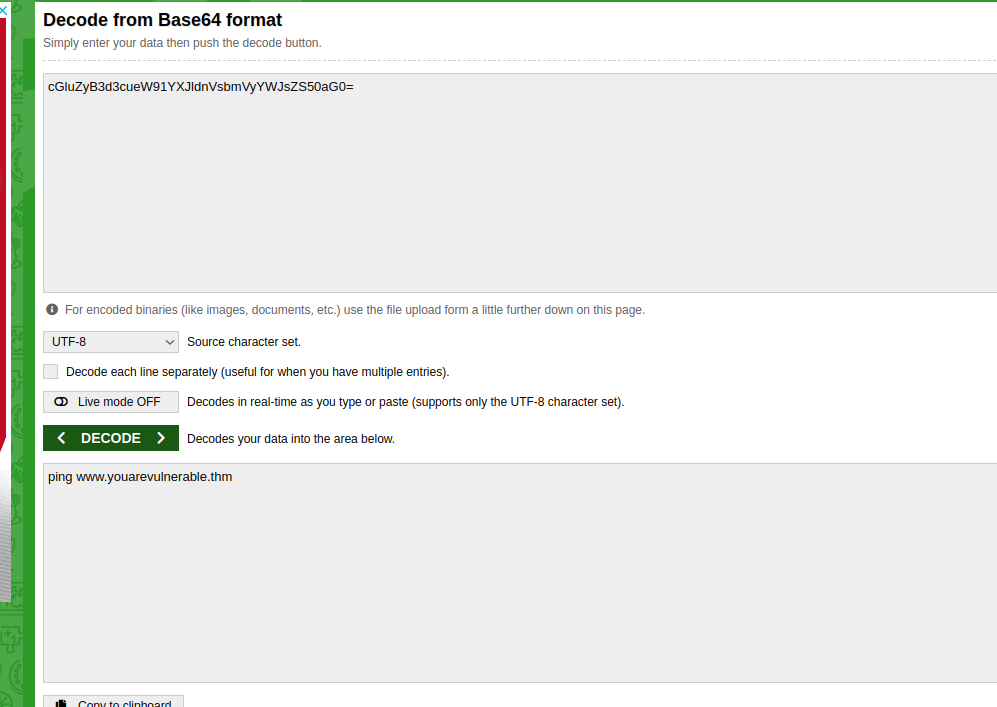 Decode from Base64 format
Simply enter your data then push the decode button.
cGluZyB3d3cueW91YXJldnVsbmVyYWJsZS50aG0=
For encoded binaries (like images, documents, etc.) use the file upload form a little further down on this page.
UTF-8 Source character set.
Decode each line separately (useful for when you have multiple entries).
Live mode OFF Decodes in real-time as you type or paste (supports only the UTF-8 character set).
< DECODE > Decodes your data into the area below.
ping www.youarevulnerable.thm
Copy to clipboard